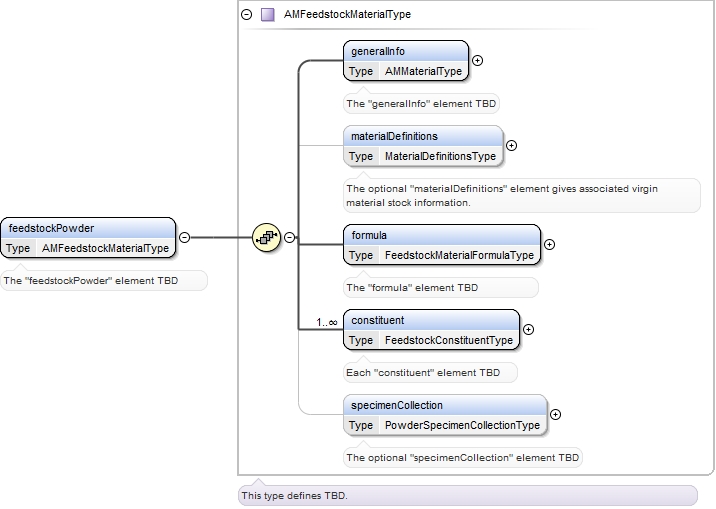 AMFeedstockMaterialType
generalInfo
Type AMMaterialType
The "generalInfo" element TBD
materialDefinitions
Type MaterialDefinitionsType
The optional "materialDefinitions" element gives associated virgin
material stock information.
feedstockPowder
Type AMFeedstockMaterialType
The "feedstockPowder" element TBD
formula
Type FeedstockMaterialFormulaType
The "formula" element TBD
1..∞
constituent
Type FeedstockConstituentType
Each "constituent" element TBD
specimenCollection
Type PowderSpecimenCollectionType
The optional "specimenCollection" element TBD
This type defines TBD.